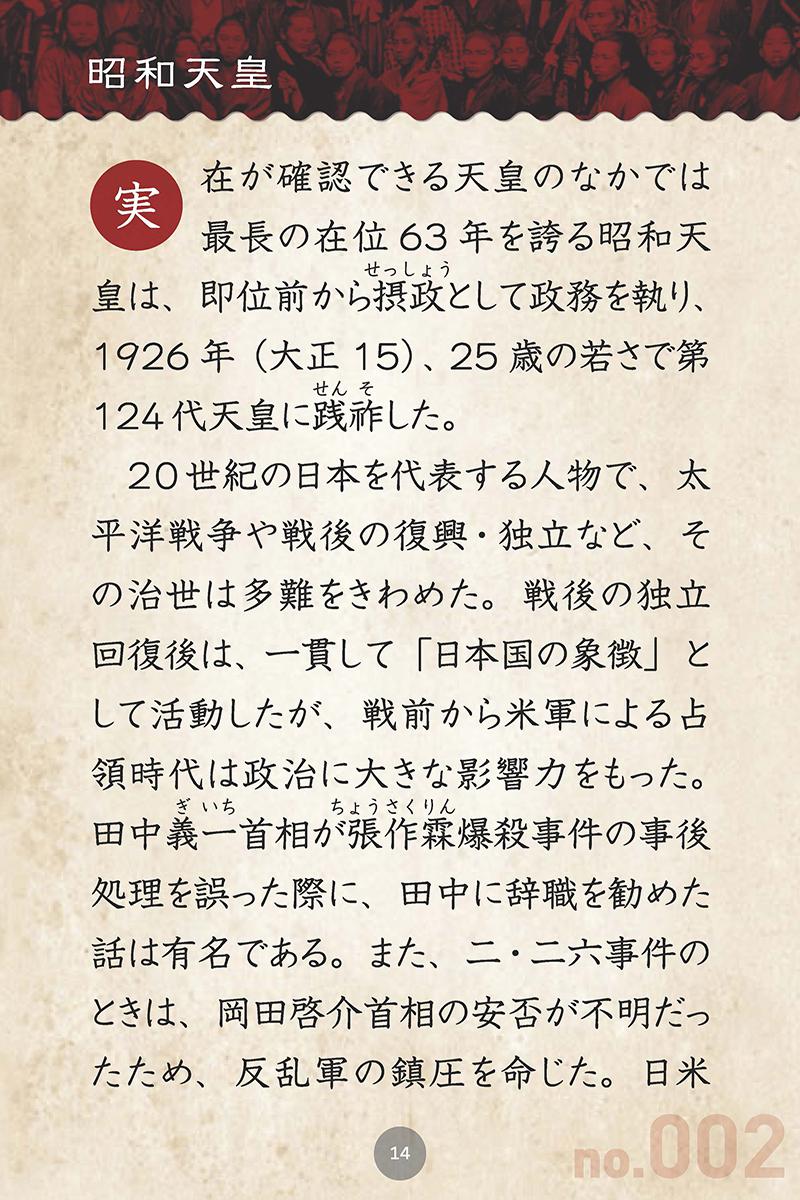 昭和天皇
実在が確認できる天皇のなかでは
最長の在位63年を誇る昭和天
せっしょう
皇は、即位前から摂政として政務を執り、
1926年（大正15）、25歳の若さで第
せんそ
124代天皇に践祚した。
20世紀の日本を代表する人物で、太
平洋戦争や戦後の復興・独立など、そ
の治世は多難をきわめた。戦後の独立
回復後は、一貫して「日本国の象徴」と
して活動したが、戦前から米軍による占
領時代は政治に大きな影響力をもった。
ぎいち ちょうさくりん
田中義一首相が張作霖爆殺事件の事後
処理を誤った際に、田中に辞職を勧めた
話は有名である。また、二・二六事件の
ときは、岡田啓介首相の安否が不明だっ
たため、反乱軍の鎮圧を命じた。日米
14
no.002